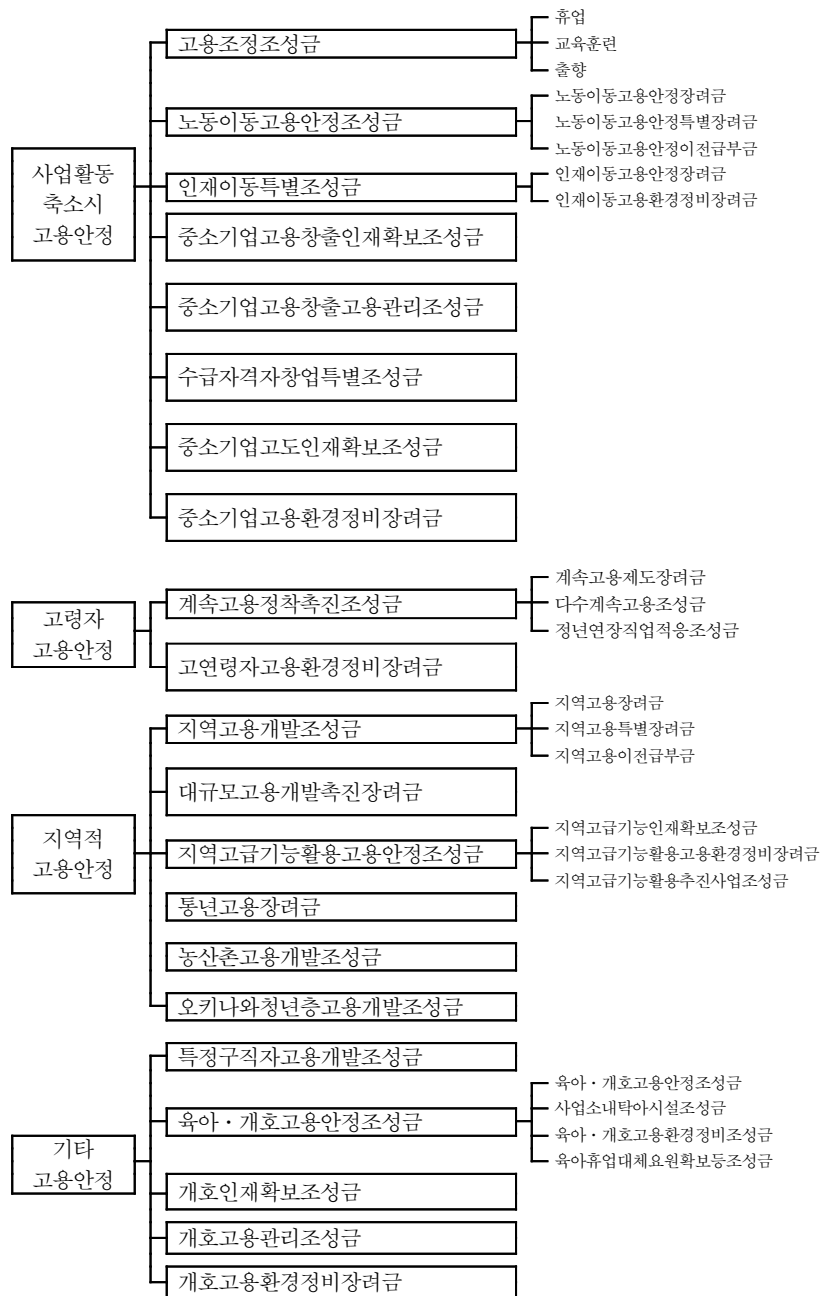 고용조정조성금
휴업
교육훈련
출향
노동이동고용안정조성금
노동이동고용안정장려금
노동이동고용안정특별장려금
노동이동고용안정이전급부금
사업활동
축소시
고용안정
인재이동특별조성금
인재이동고용안정장려금
인재이동고용환경정비장려금
중소기업고용창출인재확보조성금
중소기업고용창출고용관리조성금
수급자격자창업특별조성금
중소기업고도인재확보조성금
중소기업고용환경정비장려금
고령자
고용안정
계속고용정착촉진조성금
계속고용제도장려금
다수계속고용조성금
정년연장직업적응조성금
고연령자고용환경정비장려금
지역적
고용안정
지역고용개발조성금
지역고용장려금
지역고용특별장려금
지역고용이전급부금
대규모고용개발촉진장려금
지역고급기능활용고용안정조성금
지역고급기능인재확보조성금
지역고급기능활용고용환경정비장려금
지역고급기능활용추진사업조성금
통년고용장려금
농산촌고용개발조성금
오키나와청년층고용개발조성금
기타
고용안정
특정구직자고용개발조성금
육아・개호고용안정조성금
육아・개호고용안정조성금
사업소내탁아시설조성금
육아・개호고용환경정비조성금
육아휴업대체요원확보등조성금
개호인재확보조성금
개호고용관리조성금
개호고용환경정비장려금